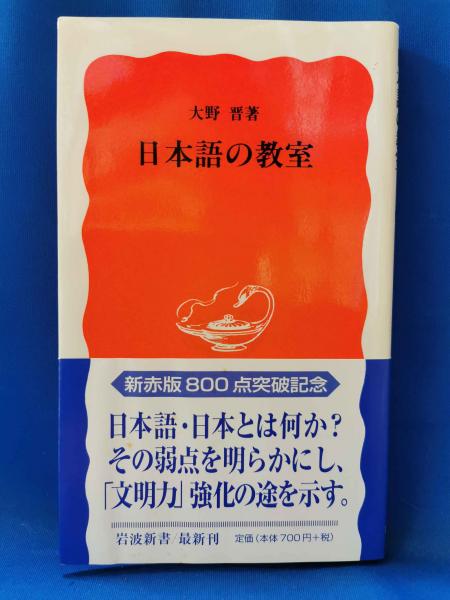 大野 晋著
日本語の教室
新赤版800点突破記念
日本語・日本とは何か?
その弱点を明らかにし、
「文明力」強化の途を示す。
岩波新書/最新刊 定価(本体700円+税)